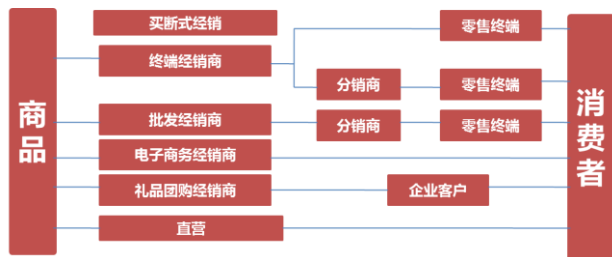 商品
买断式经销
终端经销商
零售终端
分销商
零售终端
批发经销商
分销商
零售终端
电子商务经销商
礼品团购经销商
企业客户
直营
消费者